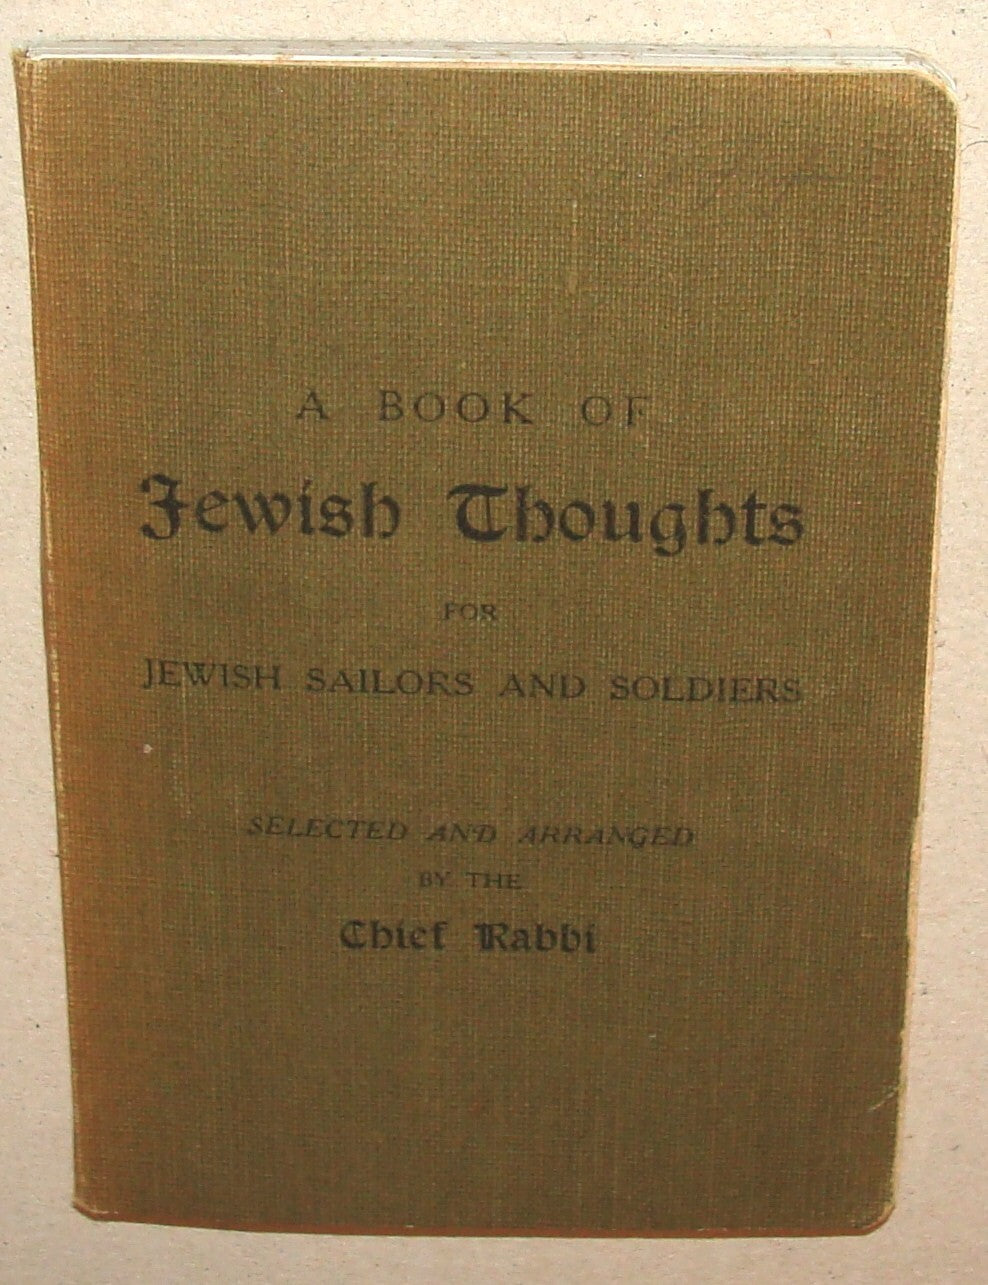 A BOOK OF
Jewish Thoughts
FOR
JEWISH SAILORS AND SOLDIERS
SELECTED AND ARRANGED
BY THE
Chief Rabbi